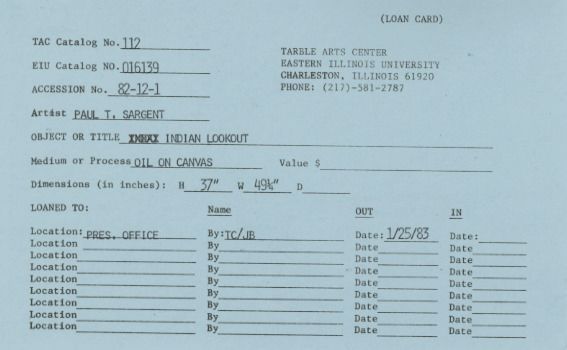 (LOAN CARD)
TAC Catalog No. 112
EIU Catalog NO. 016139
ACCESSION No. 82-12-1
TARBLE ARTS CENTER
EASTERN ILLINOIS UNIVERSITY
CHARLESTON, ILLINOIS 61920
PHONE: (217)-581-2787
Artist PAUL T. SARGENT
OBJECT OR TITLE INDIAN LOOKOUT
Medium or Process OIL ON CANVAS Value $
Dimensions (in inches): H 37" W 49¼" D
LOANED TO: Name OUT IN
Location: PRES. OFFICE By: TC/JB Date: 1/25/83 Date:
Location By Date Date
Location By Date Date
Location By Date Date
Location By Date Date
Location By Date Date
Location By Date Date
Location By Date Date
Location By Date Date